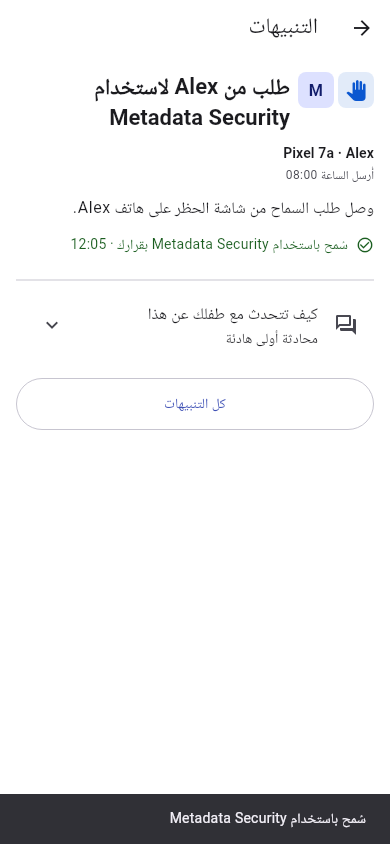 التنبيهات
M
طلب من Alex لاستخدام
Metadata Security
Pixel 7a · Alex
أُرسل الساعة 08:00
وصل طلب السماح من شاشة الحظر على هاتف Alex.
سُمح باستخدام Metadata Security بقرارك · 12:05
كيف تتحدث مع طفلك عن هذا
محادثة أولى هادئة
كل التنبيهات
سُمح باستخدام Metadata Security